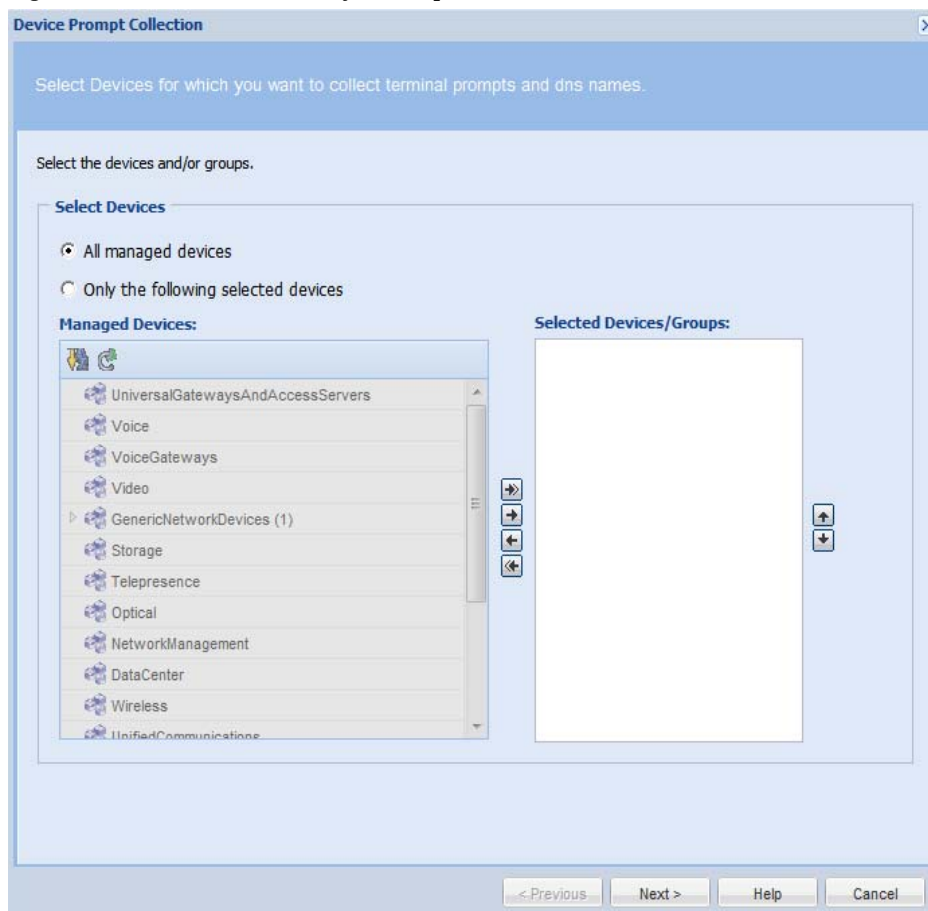 Device Prompt Collection
Select Devices for which you want to collect terminal prompts and dns names.
Select the devices and/or groups.
Select Devices
All managed devices
Only the following selected devices
Managed Devices:
Selected Devices/Groups:
UniversalGatewaysAndAccessServers
Voice
VoiceGateways
Video
GenericNetworkDevices (1)
Storage
Telepresence
Optical
NetworkManagement
DataCenter
Wireless
UnifiedCommunications
< Previous
Next >
Help
Cancel